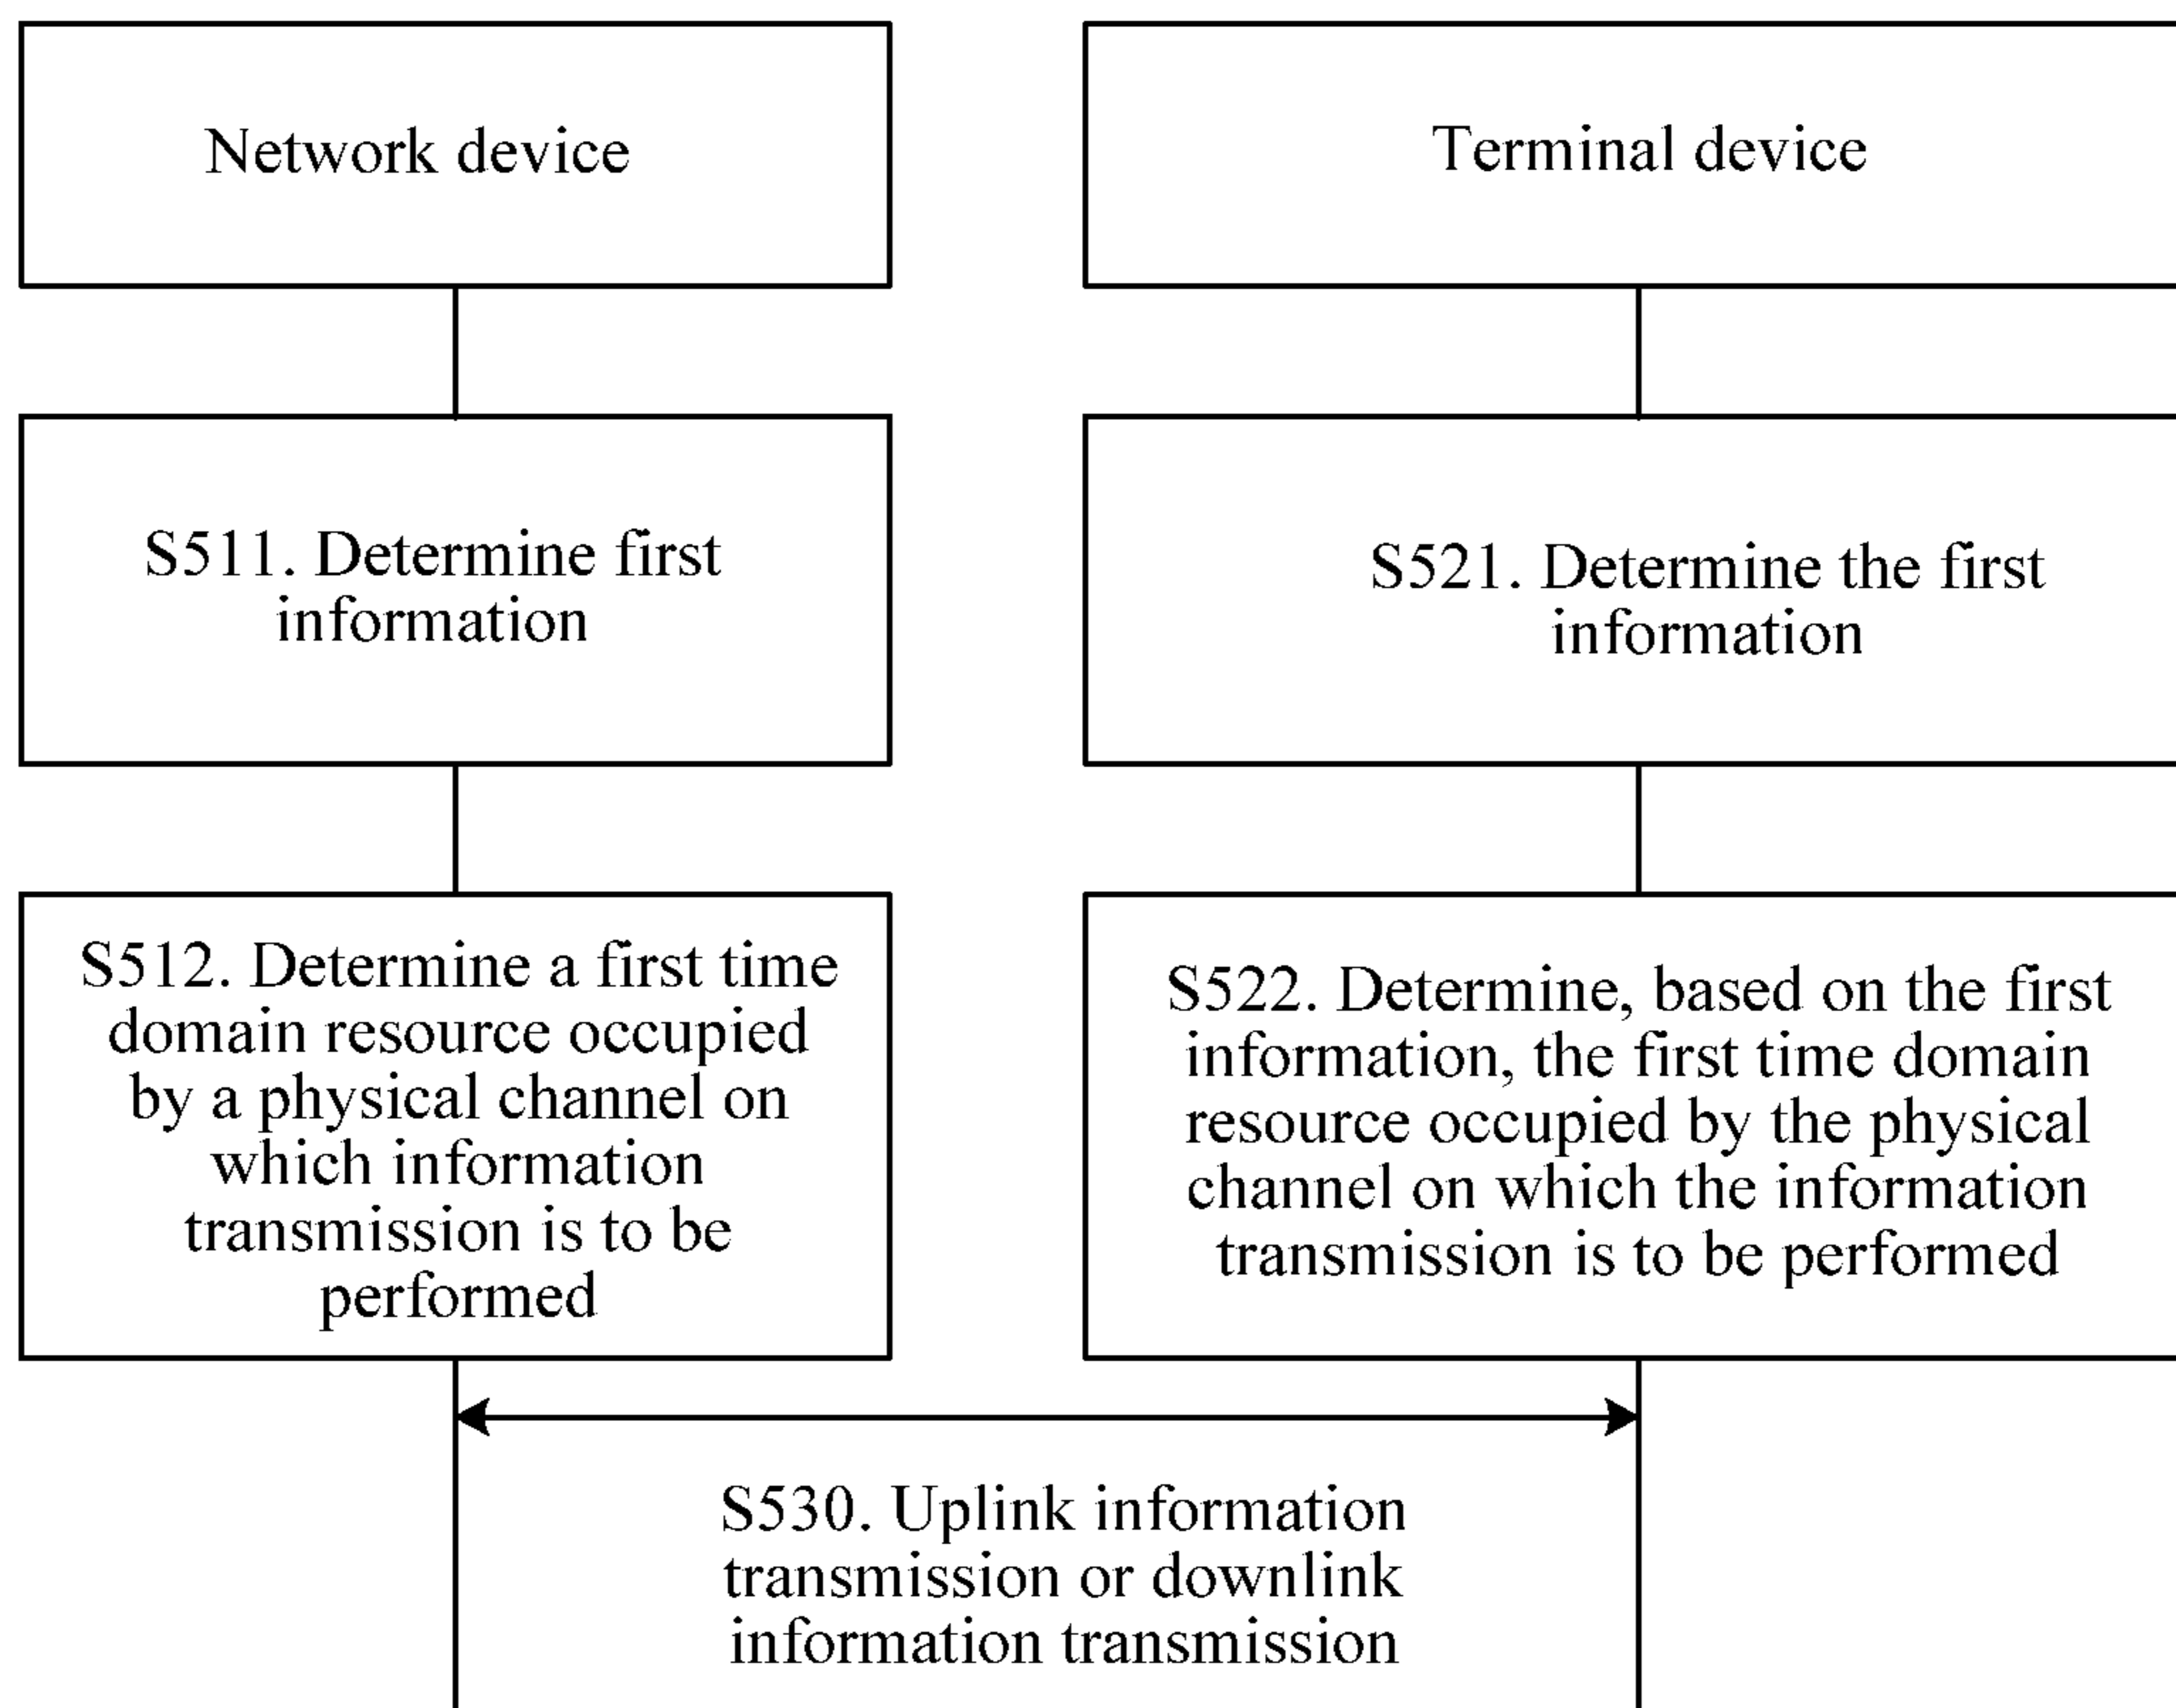 Network device
Terminal device
S511. Determine first
information
S521. Determine the first
information
S512. Determine a first time
domain resource occupied
by a physical channel on
which information
transmission is to be
performed
S522. Determine, based on the first
information, the first time domain
resource occupied by the physical
channel on which the information
transmission is to be performed
S530. Uplink information
transmission or downlink
information transmission